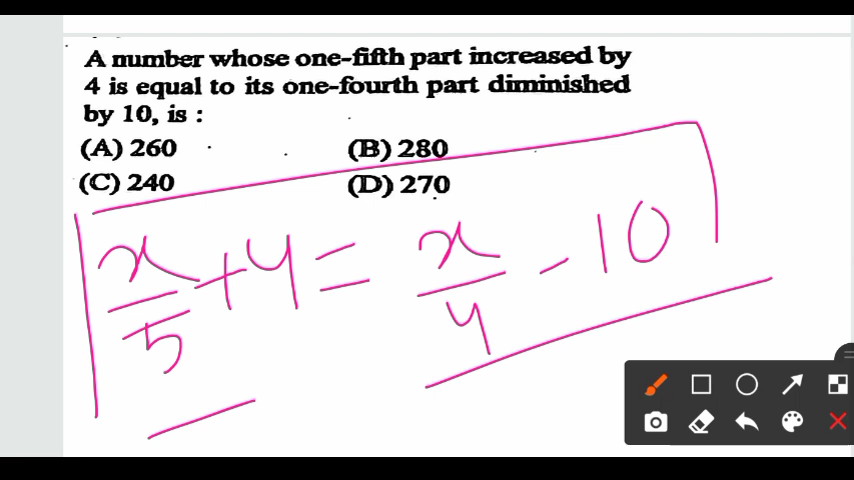 A number whose one-fifth part increased by
4 is equal to its one-fourth part diminished
by 10, is :
(A) 260 (B) 280
(C) 240 (D) 270
x/5 + 4 = x/4 - 10